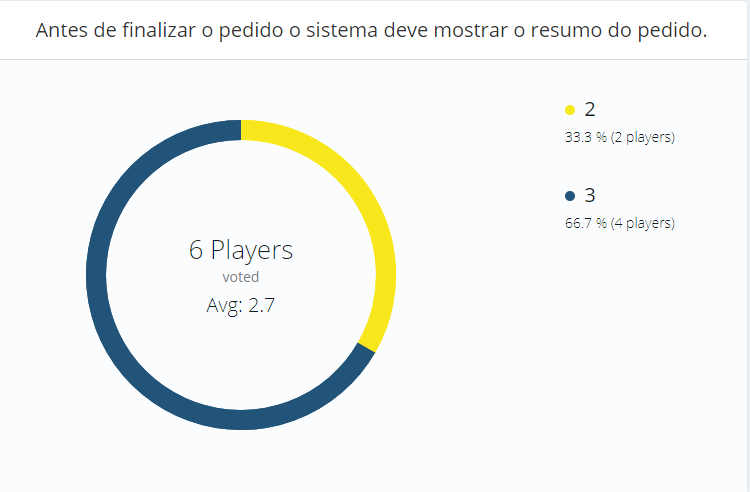 Antes de finalizar o pedido o sistema deve mostrar o resumo do pedido.
2
33.3 % (2 players)
3
66.7 % (4 players)
6 Players
voted
Avg: 2.7